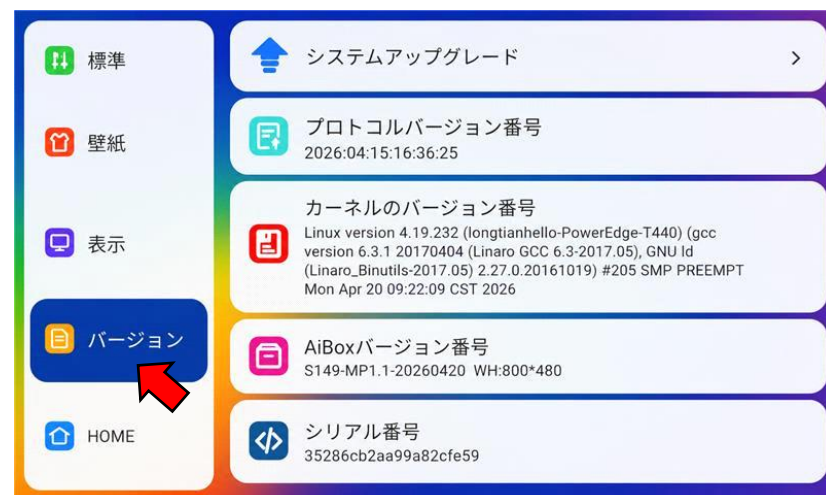 標準
壁紙
表示
バージョン
HOME
システムアップグレード
プロトコルバージョン番号
2026:04:15:16:36:25
カーネルのバージョン番号
Linux version 4.19.232 (longtianhello-PowerEdge-T440) (gcc
version 6.3.1 20170404 (Linaro GCC 6.3-2017.05), GNU ld
(Linaro_Binutils-2017.05) 2.27.0.20161019) #205 SMP PREEMPT
Mon Apr 20 09:22:09 CST 2026
AiBoxバージョン番号
S149-MP1.1-20260420 WH:800*480
シリアル番号
35286cb2aa99a82cfe59